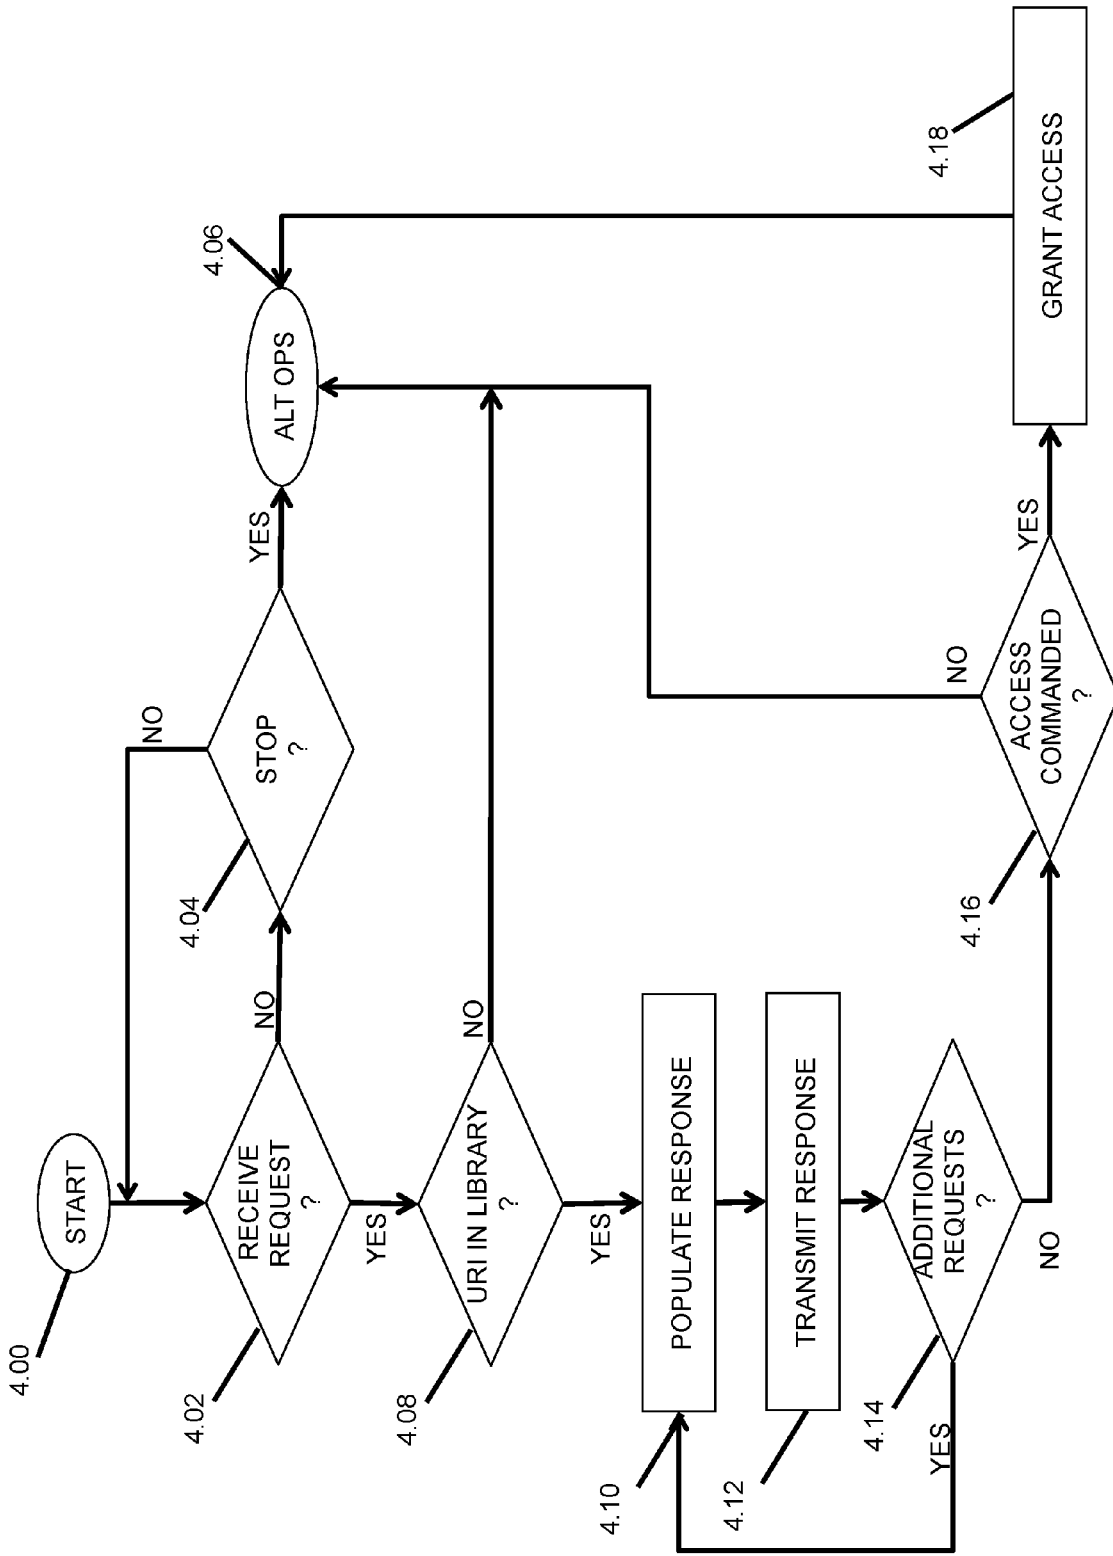 4.00
START
4.02
RECEIVE
REQUEST
?
NO
YES
4.04
STOP
?
NO
YES
4.06
ALT OPS
4.08
URI IN LIBRARY
?
NO
YES
4.10
POPULATE RESPONSE
4.12
TRANSMIT RESPONSE
4.14
ADDITIONAL
REQUESTS
?
YES
NO
4.16
ACCESS
COMMANDED
?
NO
YES
4.18
GRANT ACCESS